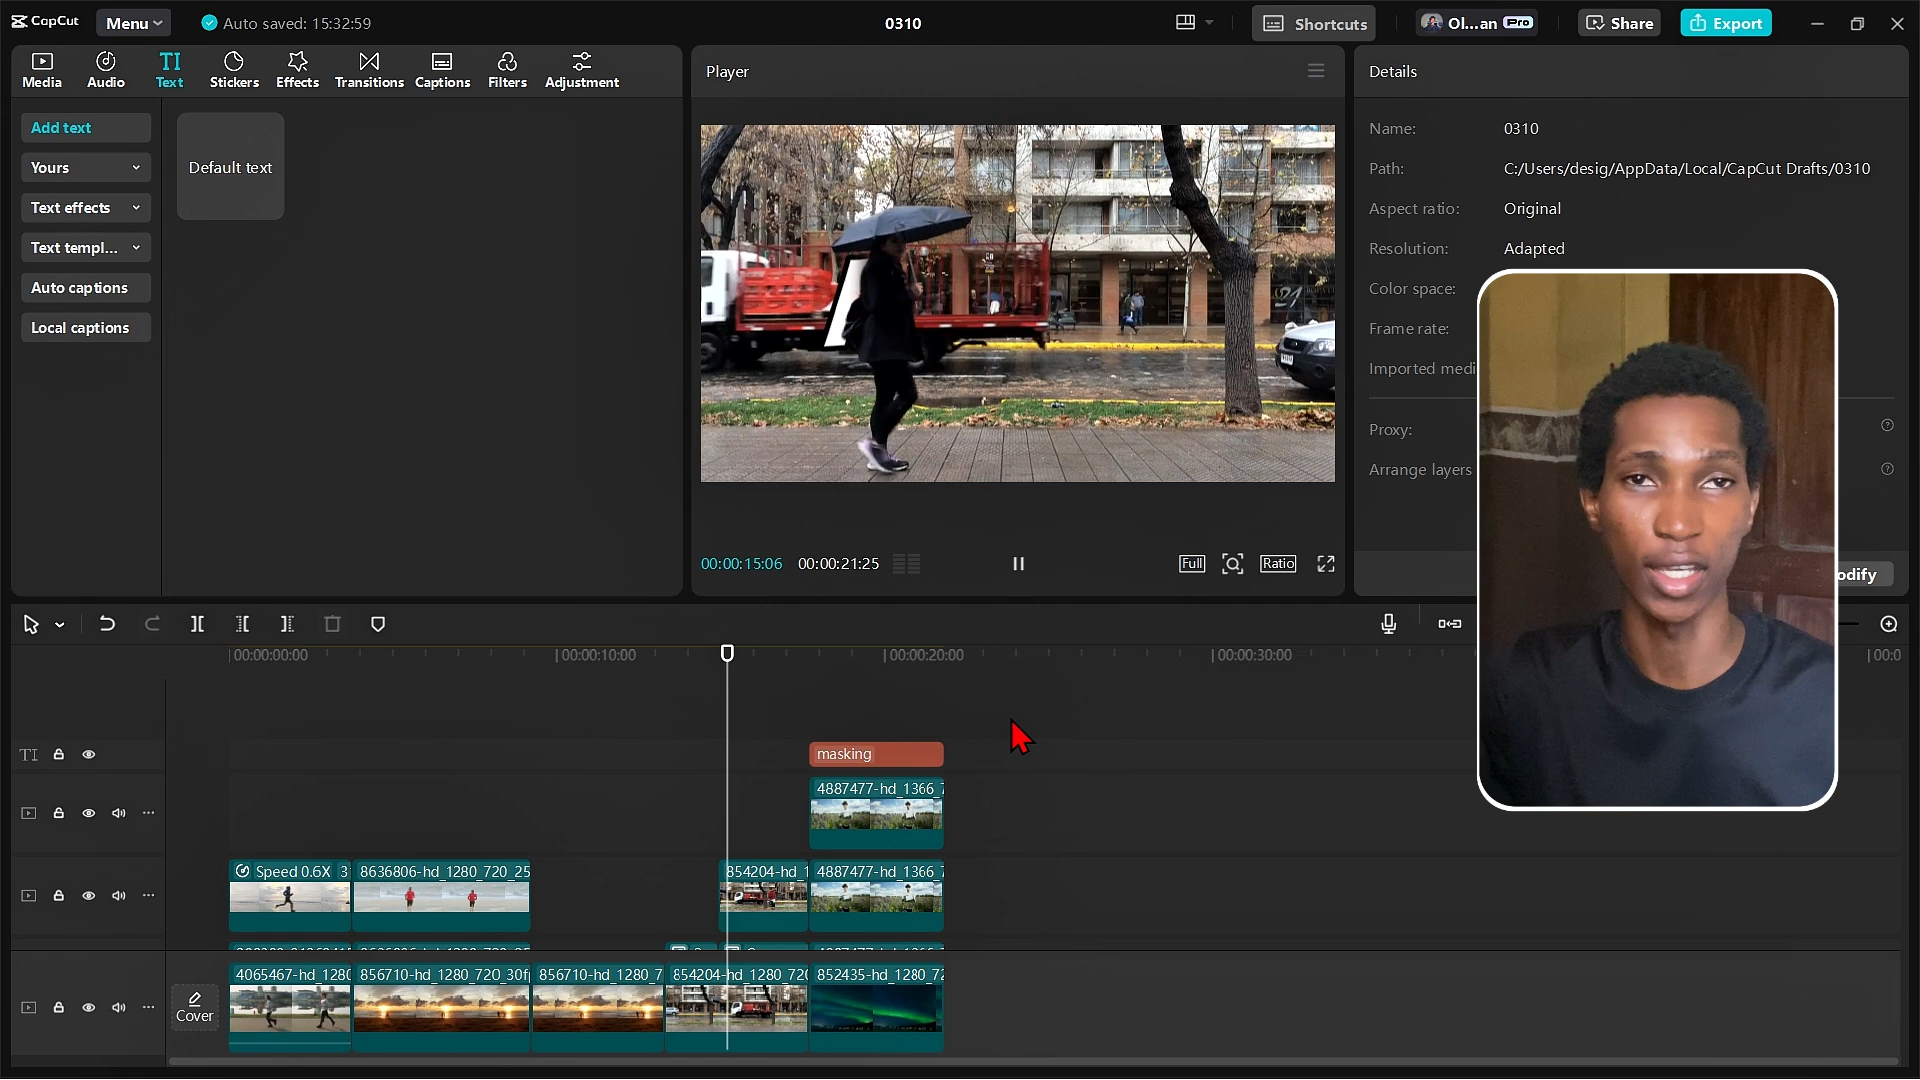 CapCut
Menu
Auto saved: 15:32:59
0310
Shortcuts
Ol...an
Pro
Share
Export
Media
Audio
TI
Text
Stickers
Effects
Transitions
Captions
Filters
Adjustment
Add text
Yours
Text effects
Text templ...
Auto captions
Local captions
Default text
Player
00:00:15:06
00:00:21:25
Full
Ratio
Details
Name: 0310
Path: C:/Users/desig/AppData/Local/CapCut Drafts/0310
Aspect ratio: Original
Resolution: Adapted
Color space:
Frame rate:
Imported medi
Proxy:
Arrange layers
odify
00:00:00:00
00:00:10:00
00:00:20:00
00:00:30:00
00:0
TI
masking
4887477-hd_1366_7
Speed 0.6X 3
8636806-hd_1280_720_25
854204-hd_1
4887477-hd_1366_7
Cover
4065467-hd_1280
856710-hd_1280_720_30f
856710-hd_1280_7
854204-hd_1280_720
852435-hd_1280_72